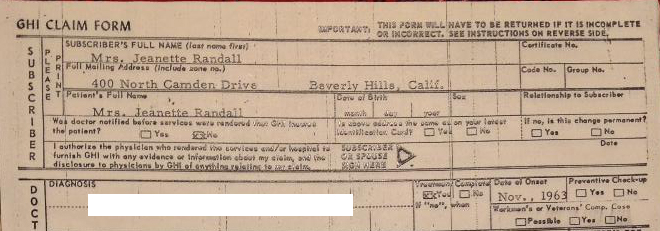 GHI CLAIM FORM
IMPORTANT: THIS FORM WILL HAVE TO BE RETURNED IF IT IS INCOMPLETE
OR INCORRECT. SEE INSTRUCTIONS ON REVERSE SIDE.
SUBSCRIBER
PLEASE PRINT
SUBSCRIBER'S FULL NAME (last name first) Certificate No.
Mrs. Jeanette Randall
Full Mailing Address (Include zone no.) Code No. Group No.
400 North Camden Drive Beverly Hills, Calif.
Patient's Full Name Date of Birth Sex Relationship to Subscriber
Mrs. Jeanette Randall month day year
Was doctor notified before services were rendered that GHI insures Is above address the same as on your latest If no, is this change permanent?
the patient? Yes No Identification Card? Yes No Yes No
I authorize the physician who rendered the services and/or hospital to SUBSCRIBER Date
furnish GHI with any evidence or information about my claim, and the OR SPOUSE
disclosure to physicians by GHI of anything relating to my claim. SIGN HERE
DOCT
DIAGNOSIS Treatment Completed Date of Onset Preventive Check-up
Yes No Nov., 1963 Yes No
If "no", when Workmen's or Veterans' Comp. Case
Possible Yes No